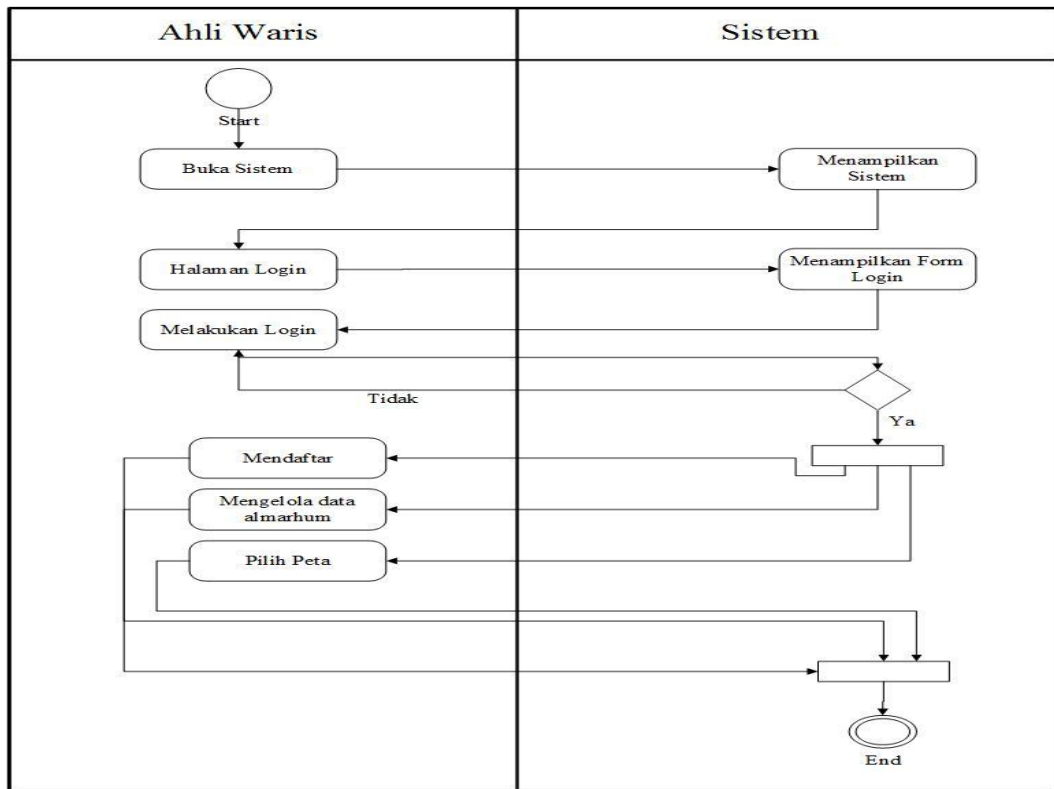 Ahli Waris
Sistem
Start
Buka Sistem
Menampilkan
Sistem
Halaman Login
Menampilkan Form
Login
Melakukan Login
Tidak
Ya
Mendaftar
Mengelola data
almarhum
Pilih Peta
End